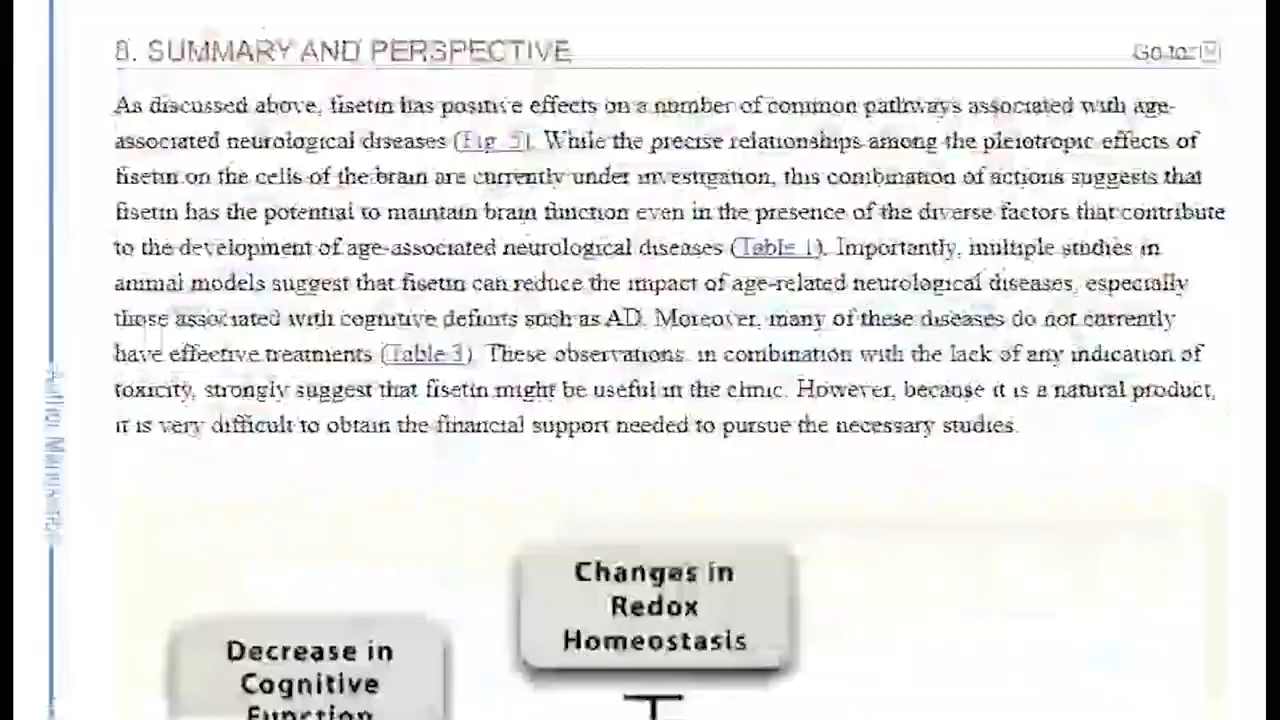 8. SUMMARY AND PERSPECTIVE
Go to:
As discussed above, fisetin has positive effects on a number of common pathways associated with age-
associated neurological diseases (Fig. 5). While the precise relationships among the pleiotropic effects of
fisetin on the cells of the brain are currently under investigation, this combination of actions suggests that
fisetin has the potential to maintain brain function even in the presence of the diverse factors that contribute
to the development of age-associated neurological diseases (Table 1). Importantly, multiple studies in
animal models suggest that fisetin can reduce the impact of age-related neurological diseases, especially
those associated with cognitive deficits such as AD. Moreover, many of these diseases do not currently
have effective treatments (Table 3). These observations, in combination with the lack of any indication of
toxicity, strongly suggest that fisetin might be useful in the clinic. However, because it is a natural product,
it is very difficult to obtain the financial support needed to pursue the necessary studies.
Changes in
Redox
Homeostasis
Decrease in
Cognitive
Function